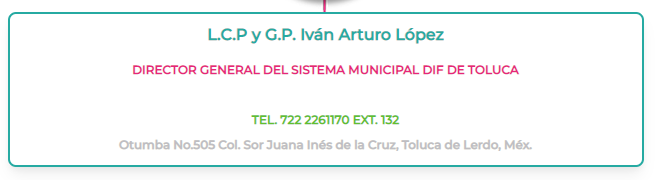 L.C.P y G.P. Iván Arturo López
DIRECTOR GENERAL DEL SISTEMA MUNICIPAL DIF DE TOLUCA
TEL. 722 2261170 EXT. 132
Otumba No.505 Col. Sor Juana Inés de la Cruz, Toluca de Lerdo, Méx.